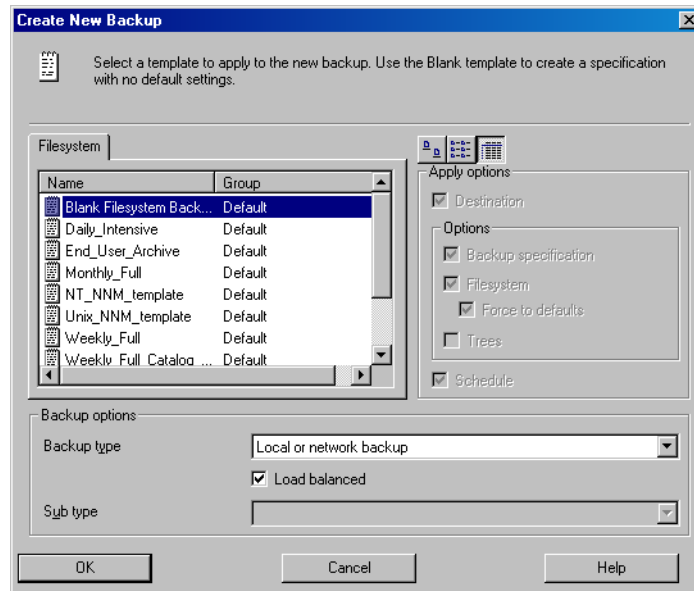 Create New Backup
Select a template to apply to the new backup. Use the Blank template to create a specification
with no default settings.
Filesystem
Name Group
Blank Filesystem Back... Default
Daily_Intensive Default
End_User_Archive Default
Monthly_Full Default
NT_NNM_template Default
Unix_NNM_template Default
Weekly_Full Default
Weekly_Full_Catalog_... Default
Apply options
Destination
Options
Backup specification
Filesystem
Force to defaults
Trees
Schedule
Backup options
Backup type Local or network backup
Load balanced
Sub type
OK Cancel Help